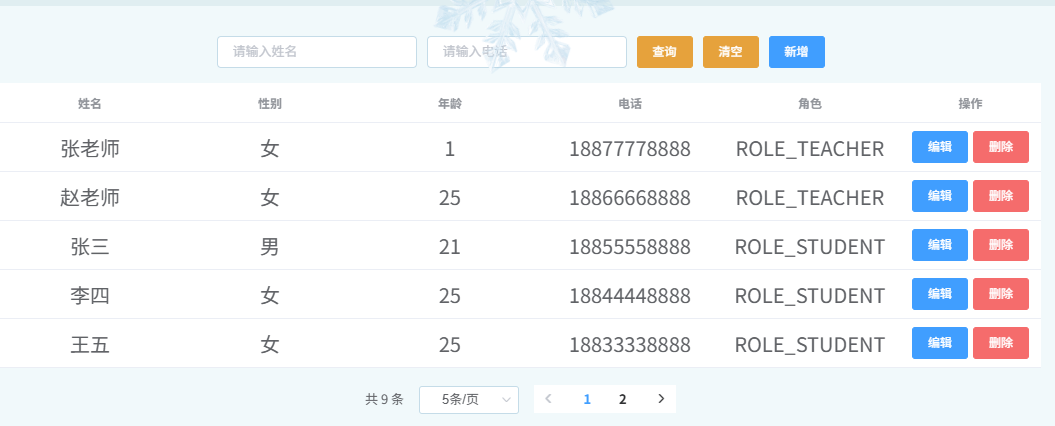 请输入姓名 请输入电话 查询 清空 新增
姓名 性别 年龄 电话 角色 操作
张老师 女 1 18877778888 ROLE_TEACHER 编辑 删除
赵老师 女 25 18866668888 ROLE_TEACHER 编辑 删除
张三 男 21 18855558888 ROLE_STUDENT 编辑 删除
李四 女 25 18844448888 ROLE_STUDENT 编辑 删除
王五 女 25 18833338888 ROLE_STUDENT 编辑 删除
共 9 条 5条/页 1 2